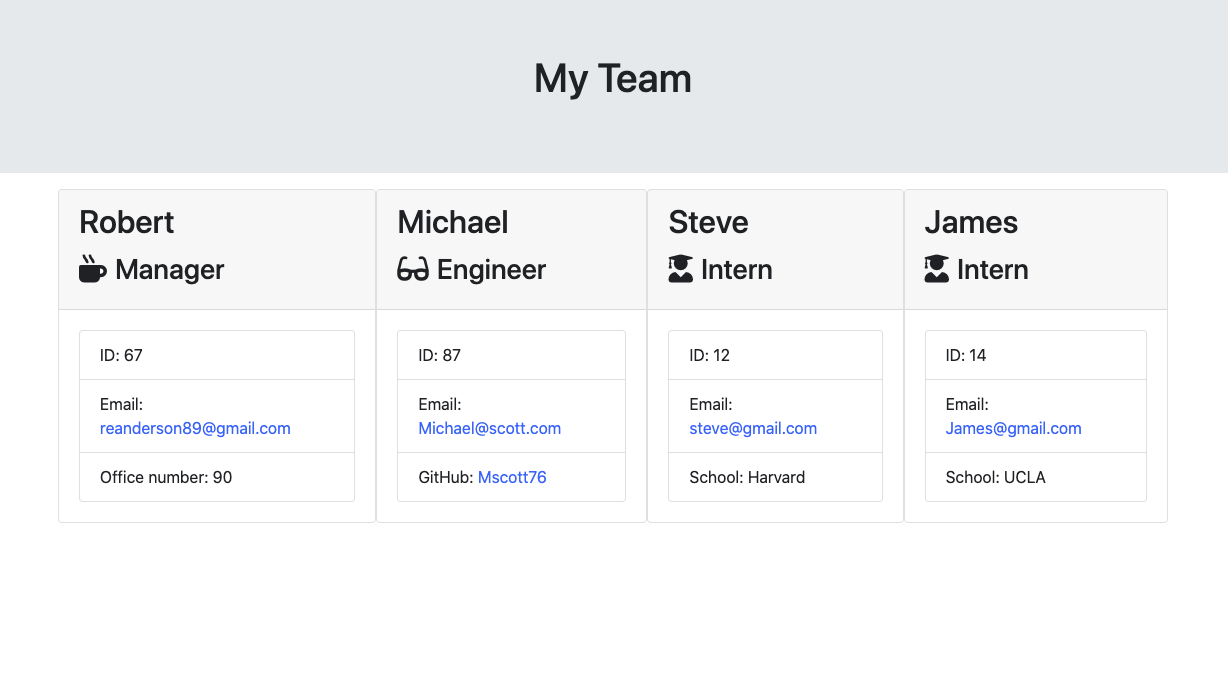 My Team
Robert
Manager
ID: 67
Email:
reanderson89@gmail.com
Office number: 90
Michael
Engineer
ID: 87
Email:
Michael@scott.com
GitHub: Mscott76
Steve
Intern
ID: 12
Email:
steve@gmail.com
School: Harvard
James
Intern
ID: 14
Email:
James@gmail.com
School: UCLA